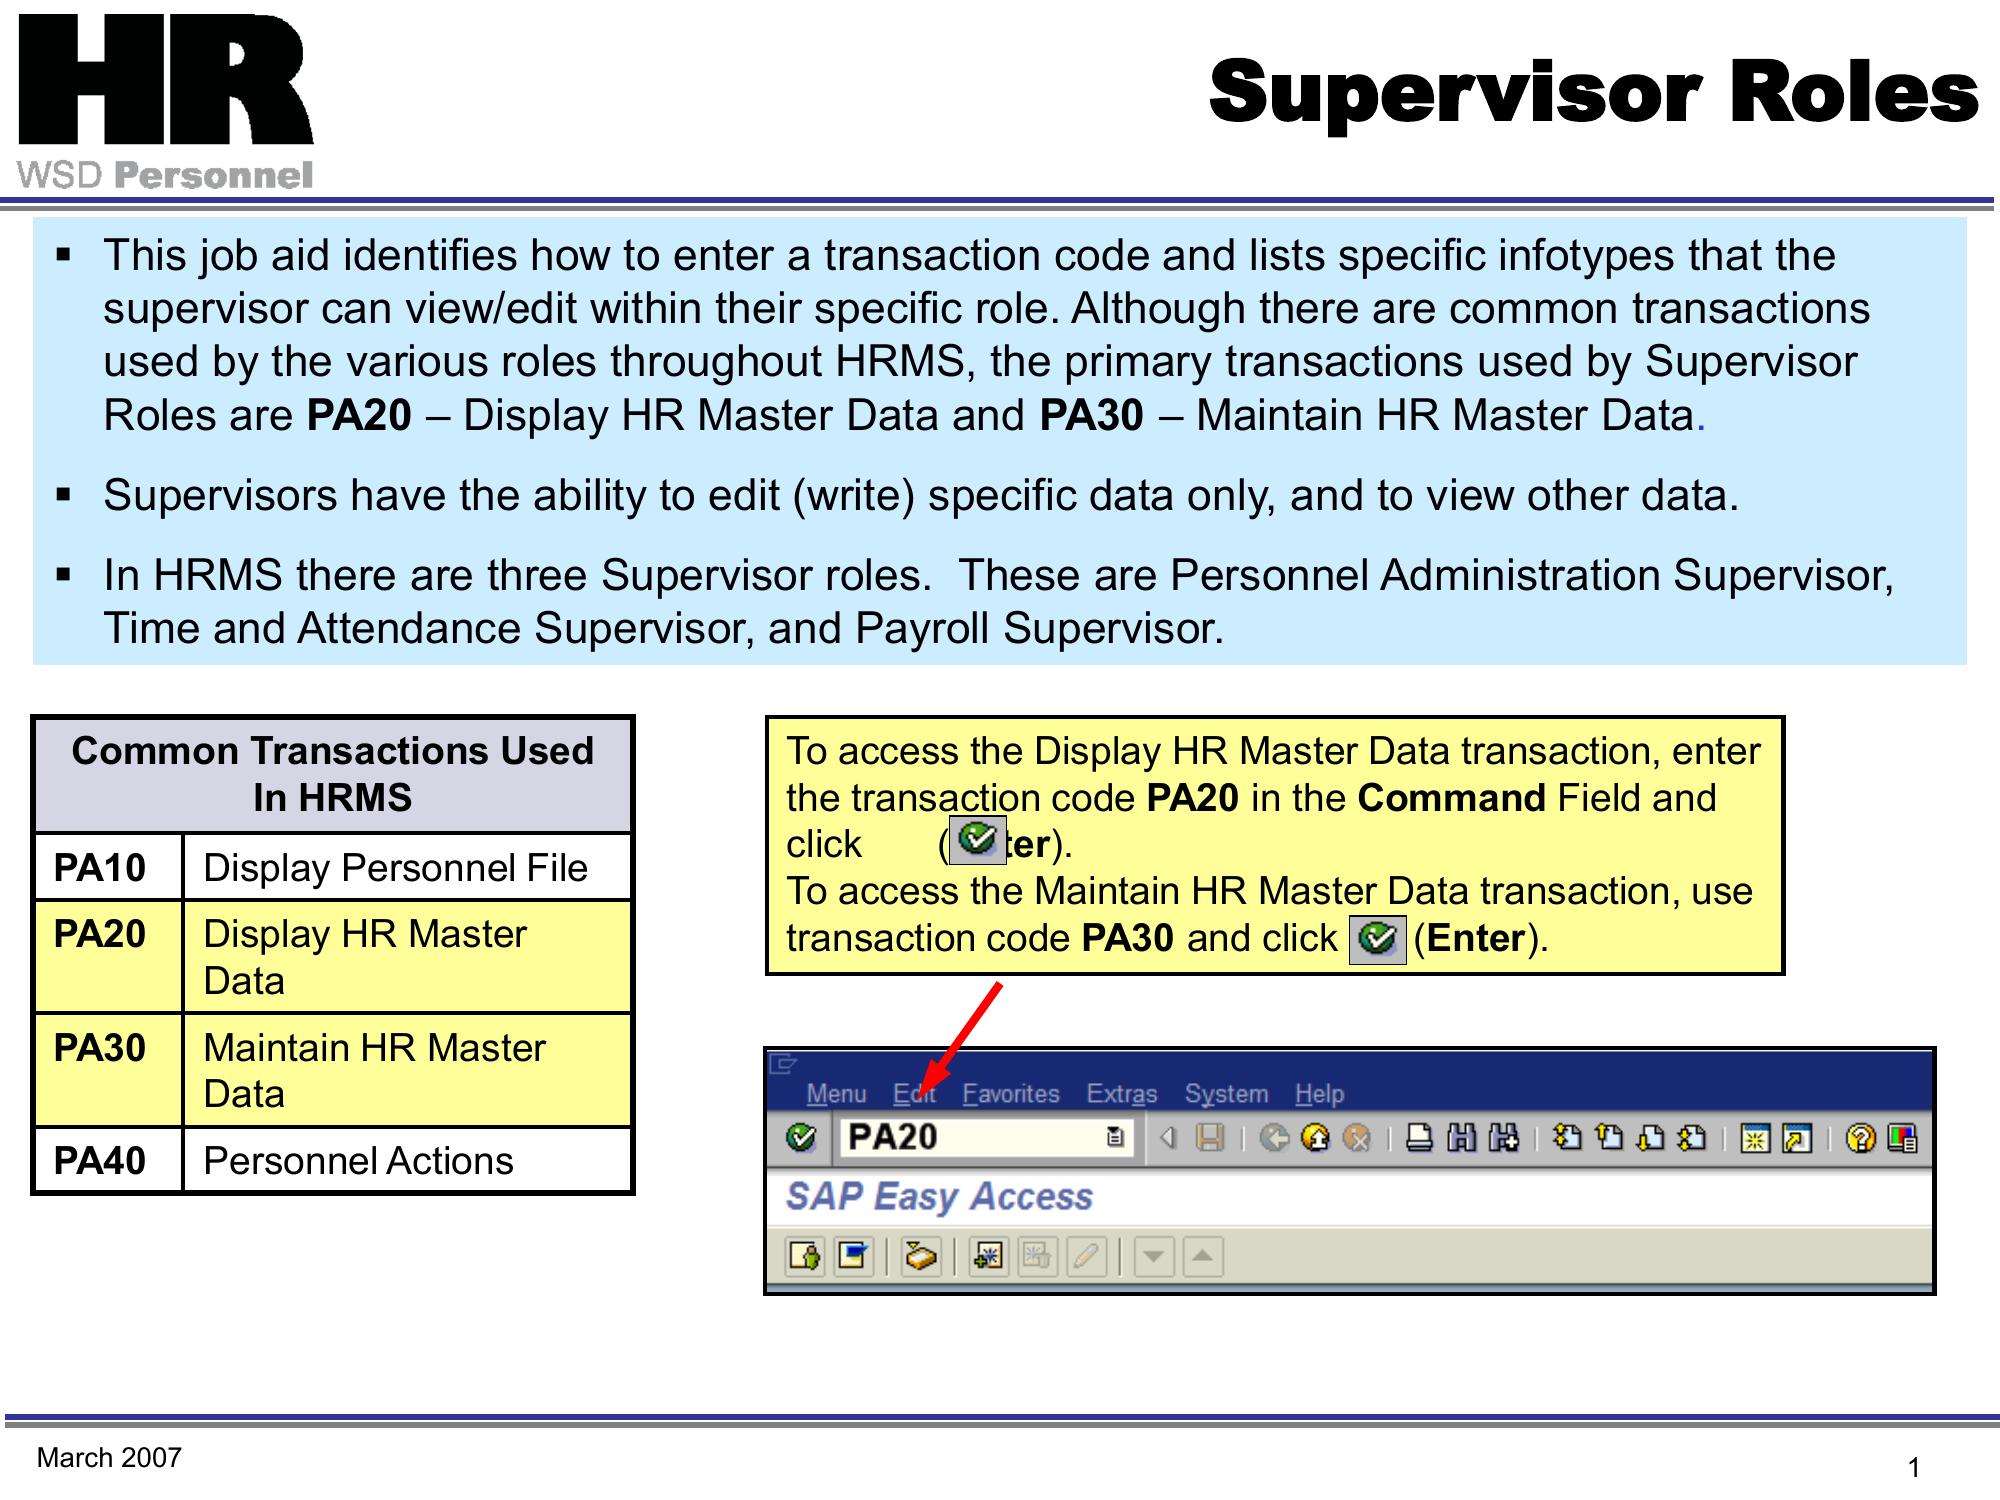 HR
WSD Personnel
Supervisor Roles
▪ This job aid identifies how to enter a transaction code and lists specific infotypes that the
supervisor can view/edit within their specific role. Although there are common transactions
used by the various roles throughout HRMS, the primary transactions used by Supervisor
Roles are PA20 – Display HR Master Data and PA30 – Maintain HR Master Data.
▪ Supervisors have the ability to edit (write) specific data only, and to view other data.
▪ In HRMS there are three Supervisor roles.  These are Personnel Administration Supervisor,
Time and Attendance Supervisor, and Payroll Supervisor.
Common Transactions Used
In HRMS
PA10 Display Personnel File
PA20 Display HR Master
Data
PA30 Maintain HR Master
Data
PA40 Personnel Actions
To access the Display HR Master Data transaction, enter
the transaction code PA20 in the Command Field and
click ( ter).
To access the Maintain HR Master Data transaction, use
transaction code PA30 and click (Enter).
Menu Edit Favorites Extras System Help
PA20
SAP Easy Access
March 2007
1